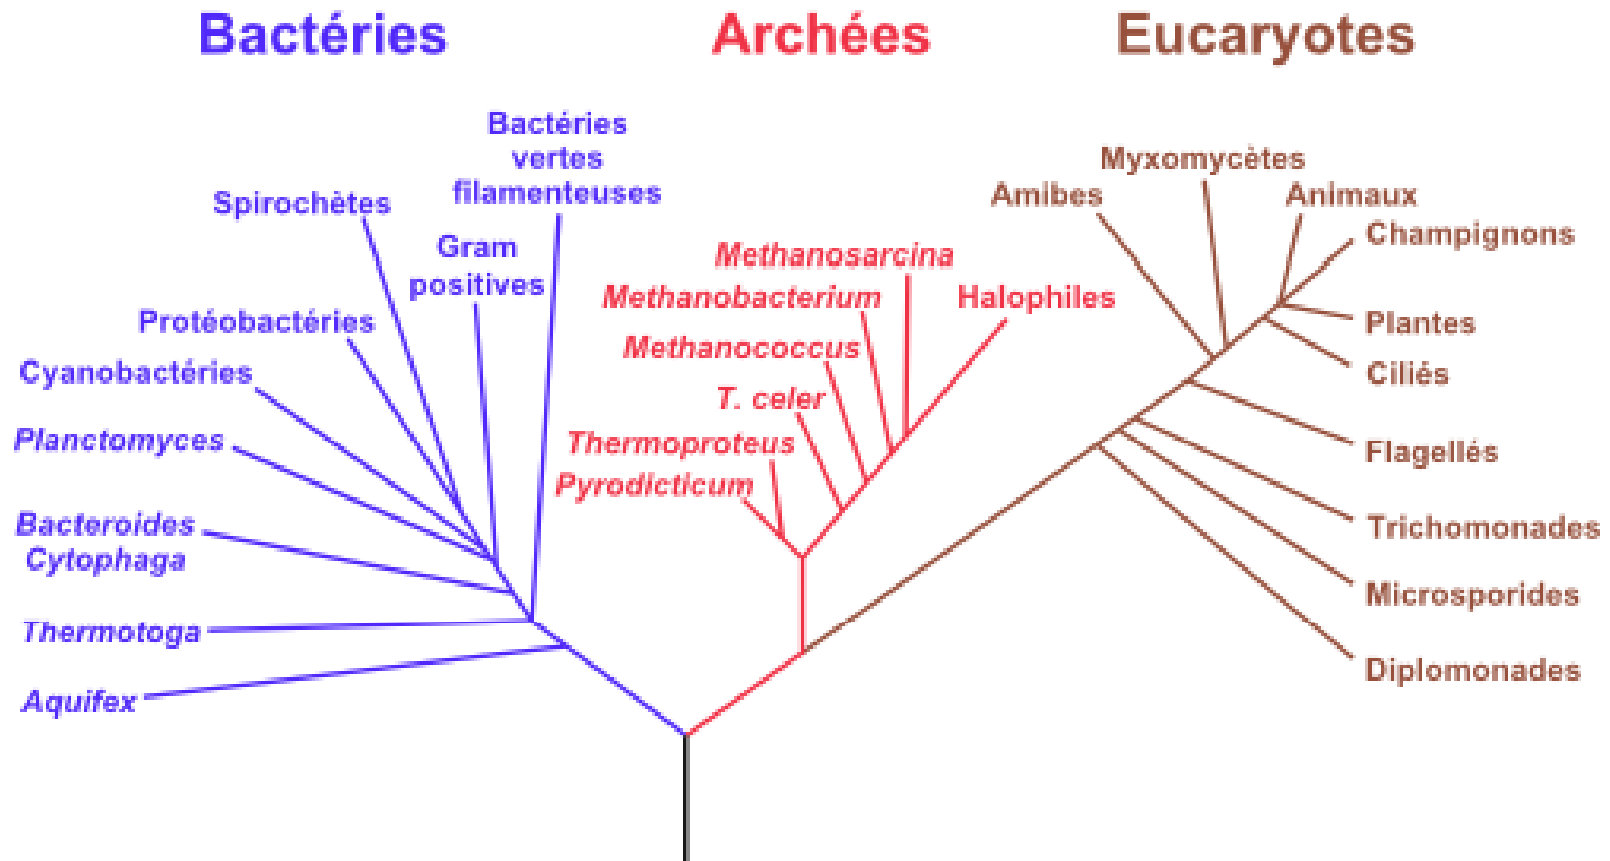 Bactéries
Archées
Eucaryotes
Bactéries
vertes
filamenteuses
Spirochètes
Gram
positives
Protéobactéries
Cyanobactéries
Planctomyces
Bacteroides
Cytophaga
Thermotoga
Aquifex
Methanosarcina
Methanobacterium
Halophiles
Methanococcus
T. celer
Thermoproteus
Pyrodicticum
Myxomycètes
Amibes
Animaux
Champignons
Plantes
Ciliés
Flagellés
Trichomonades
Microsporides
Diplomonades